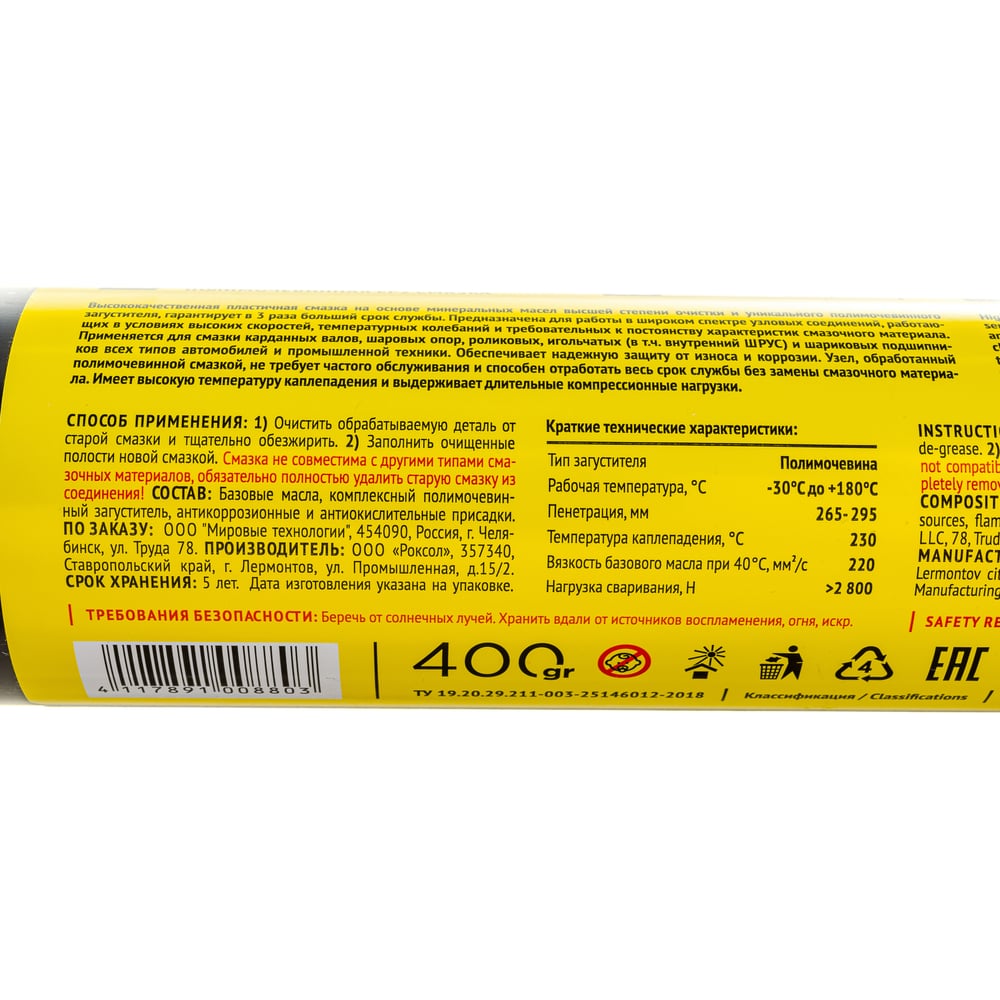 Высококачественная пластичная смазка на основе минеральных масел высшей степени очистки и уникального полимочевинного
загустителя, гарантирует в 3 раза больший срок службы. Предназначена для работы в широком спектре узловых соединений, работаю-
щих в условиях высоких скоростей, температурных колебаний и требовательных к постоянству характеристик смазочного материала.
Применяется для смазки карданных валов, шаровых опор, роликовых, игольчатых (в т.ч. внутренний ШРУС) и шариковых подшипни-
ков всех типов автомобилей и промышленной техники. Обеспечивает надежную защиту от износа и коррозии. Узел, обработанный
полимочевинной смазкой, не требует частого обслуживания и способен отработать весь срок службы без замены смазочного материа-
ла. Имеет высокую температуру каплепадения и выдерживает длительные компрессионные нагрузки.
СПОСОБ ПРИМЕНЕНИЯ: 1) Очистить обрабатываемую деталь от
старой смазки и тщательно обезжирить. 2) Заполнить очищенные
полости новой смазкой. Смазка не совместима с другими типами сма-
зочных материалов, обязательно полностью удалить старую смазку из
соединения! СОСТАВ: Базовые масла, комплексный полимочевин-
ный загуститель, антикоррозионные и антиокислительные присадки.
ПО ЗАКАЗУ: ООО "Мировые технологии", 454090, Россия, г. Челя-
бинск, ул. Труда 78. ПРОИЗВОДИТЕЛЬ: ООО «Роксол», 357340,
Ставропольский край, г. Лермонтов, ул. Промышленная, д.15/2.
СРОК ХРАНЕНИЯ: 5 лет. Дата изготовления указана на упаковке.
Краткие технические характеристики:
Тип загустителя Полимочевина
Рабочая температура, °C -30°C до +180°C
Пенетрация, мм 265-295
Температура каплепадения, °C 230
Вязкость базового масла при 40°C, мм²/с 220
Нагрузка сваривания, Н >2 800
INSTRUCTI
de-grease. 2)
not compatib
pletely remov
COMPOSIT
sources, flam
LLC, 78, Trud
MANUFACT
Lermontov cit
Manufacturing
ТРЕБОВАНИЯ БЕЗОПАСНОСТИ: Беречь от солнечных лучей. Хранить вдали от источников воспламенения, огня, искр.
SAFETY RE
4 117891 008803
400gr
4
EAC
ТУ 19.20.29.211-003-25146012-2018 | Классификация / Classifications